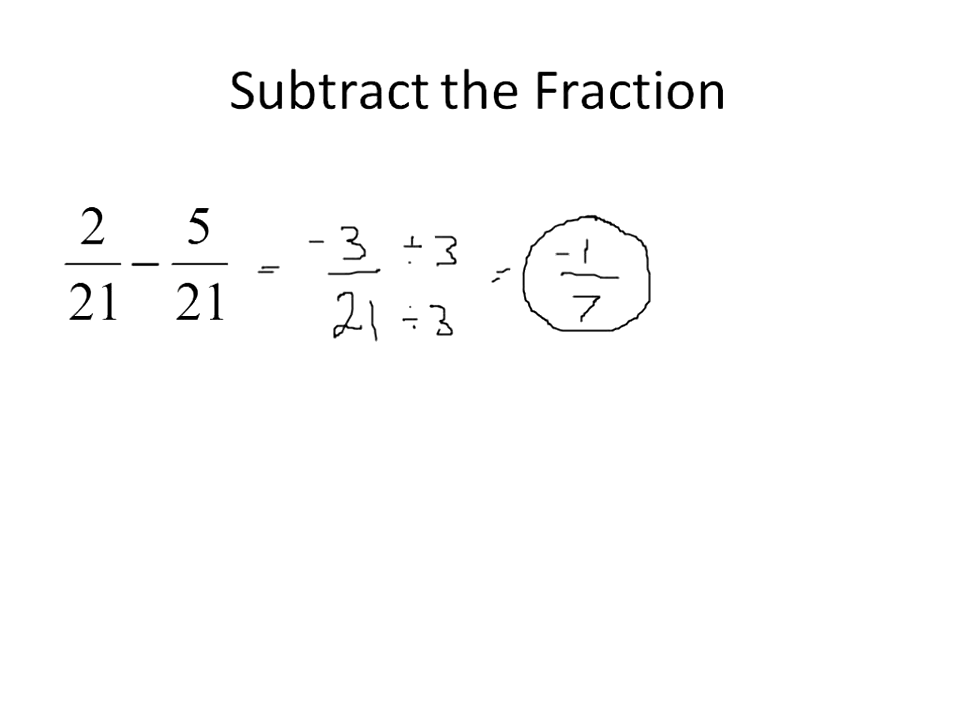 Subtract the Fraction
2/21 - 5/21 = -3 ÷3/21 ÷3 = -1/7